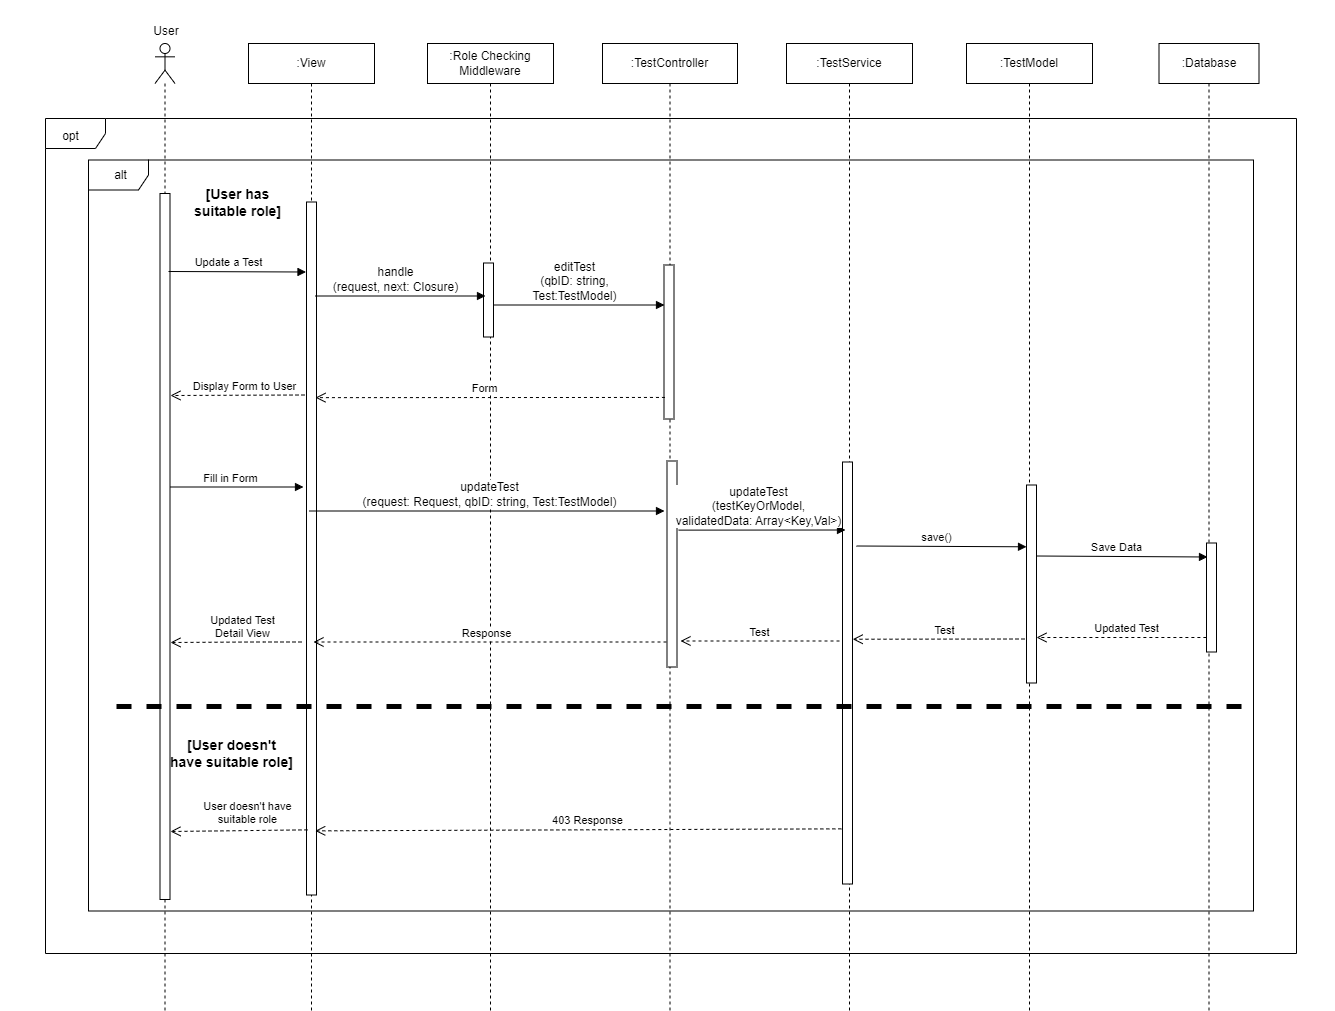 User
:View
:Role Checking
Middleware
:TestController
:TestService
:TestModel
:Database
opt
alt
[User has
suitable role]
Update a Test
handle
(request, next: Closure)
editTest
(qbID: string,
Test:TestModel)
Display Form to User
Form
Fill in Form
updateTest
(request: Request, qbID: string, Test:TestModel)
updateTest
(testKeyOrModel,
validatedData: Array<Key,Val>)
save()
Save Data
Updated Test
Detail View
Response
Test
Test
Updated Test
[User doesn't
have suitable role]
User doesn't have
suitable role
403 Response